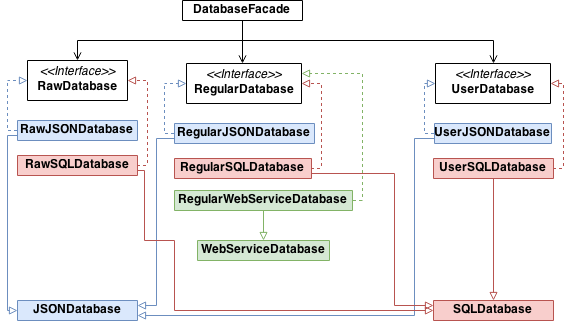 DatabaseFacade
<<Interface>>
RawDatabase
<<Interface>>
RegularDatabase
<<Interface>>
UserDatabase
RawJSONDatabase
RegularJSONDatabase
UserJSONDatabase
RawSQLDatabase
RegularSQLDatabase
UserSQLDatabase
RegularWebServiceDatabase
WebServiceDatabase
JSONDatabase
SQLDatabase